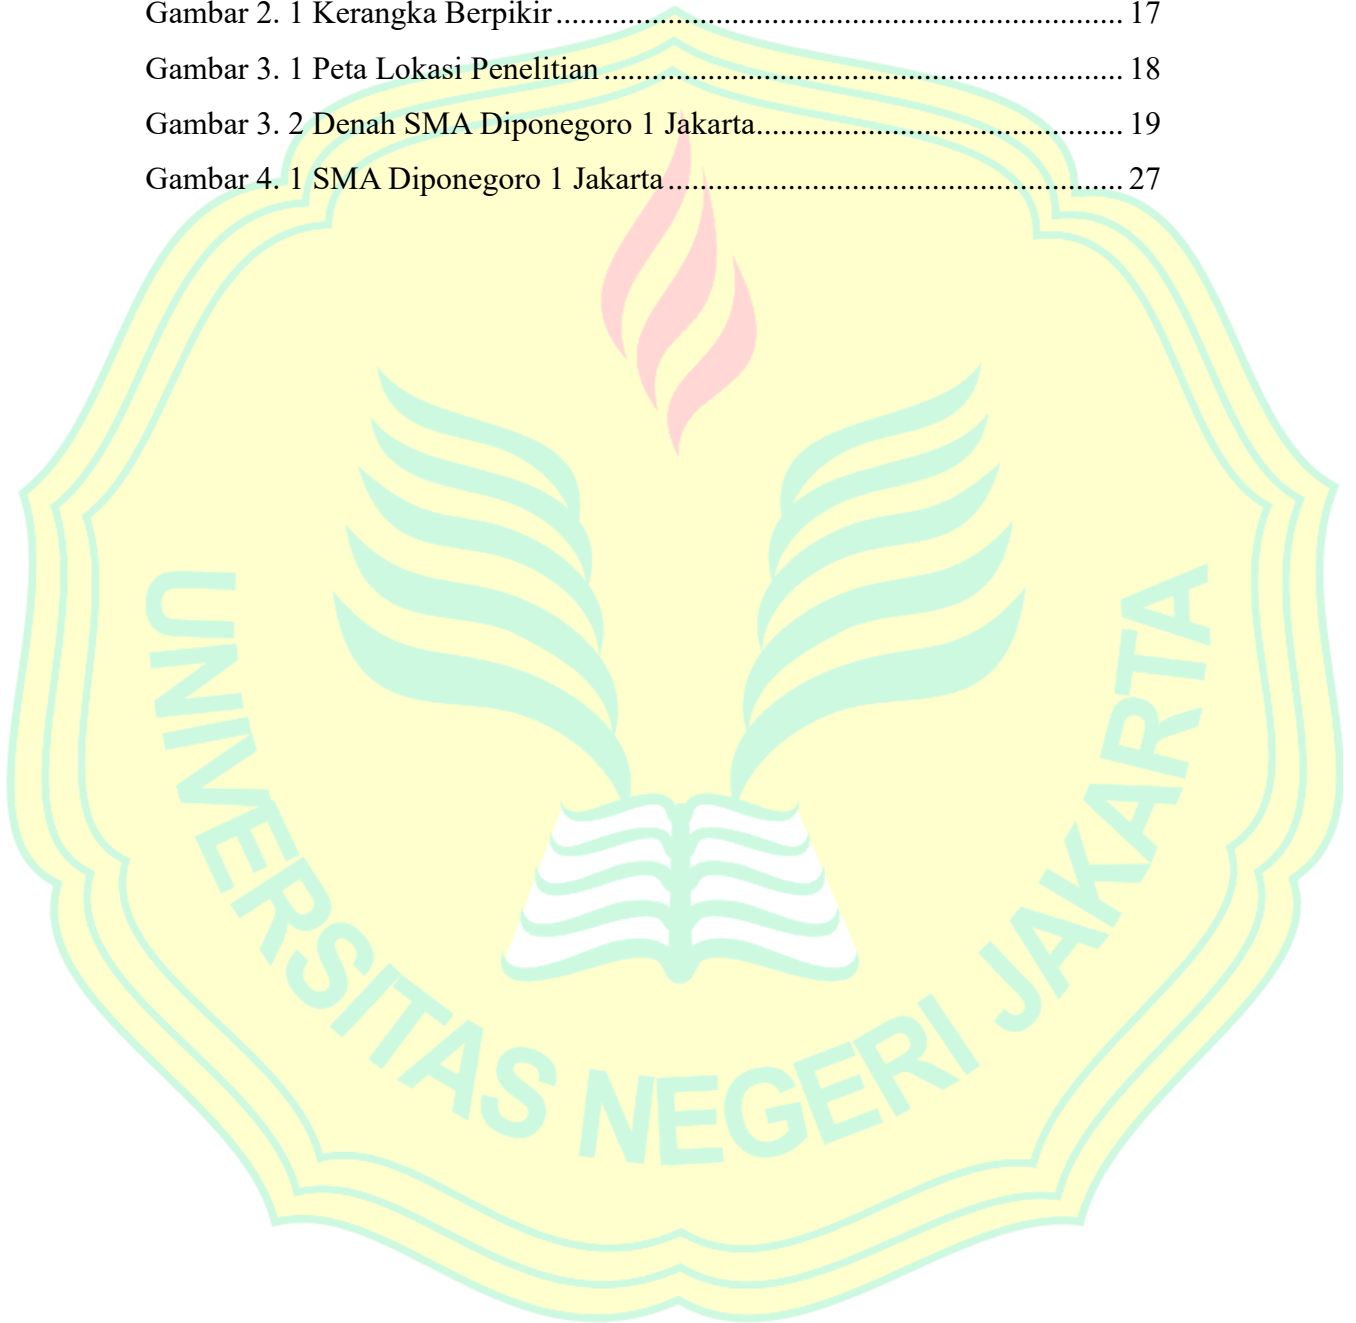 Gambar 2. 1 Kerangka Berpikir........................................................................ 17
Gambar 3. 1 Peta Lokasi Penelitian.................................................................. 18
Gambar 3. 2 Denah SMA Diponegoro 1 Jakarta............................................... 19
Gambar 4. 1 SMA Diponegoro 1 Jakarta.......................................................... 27
UNIVERSITAS NEGERI JAKARTA